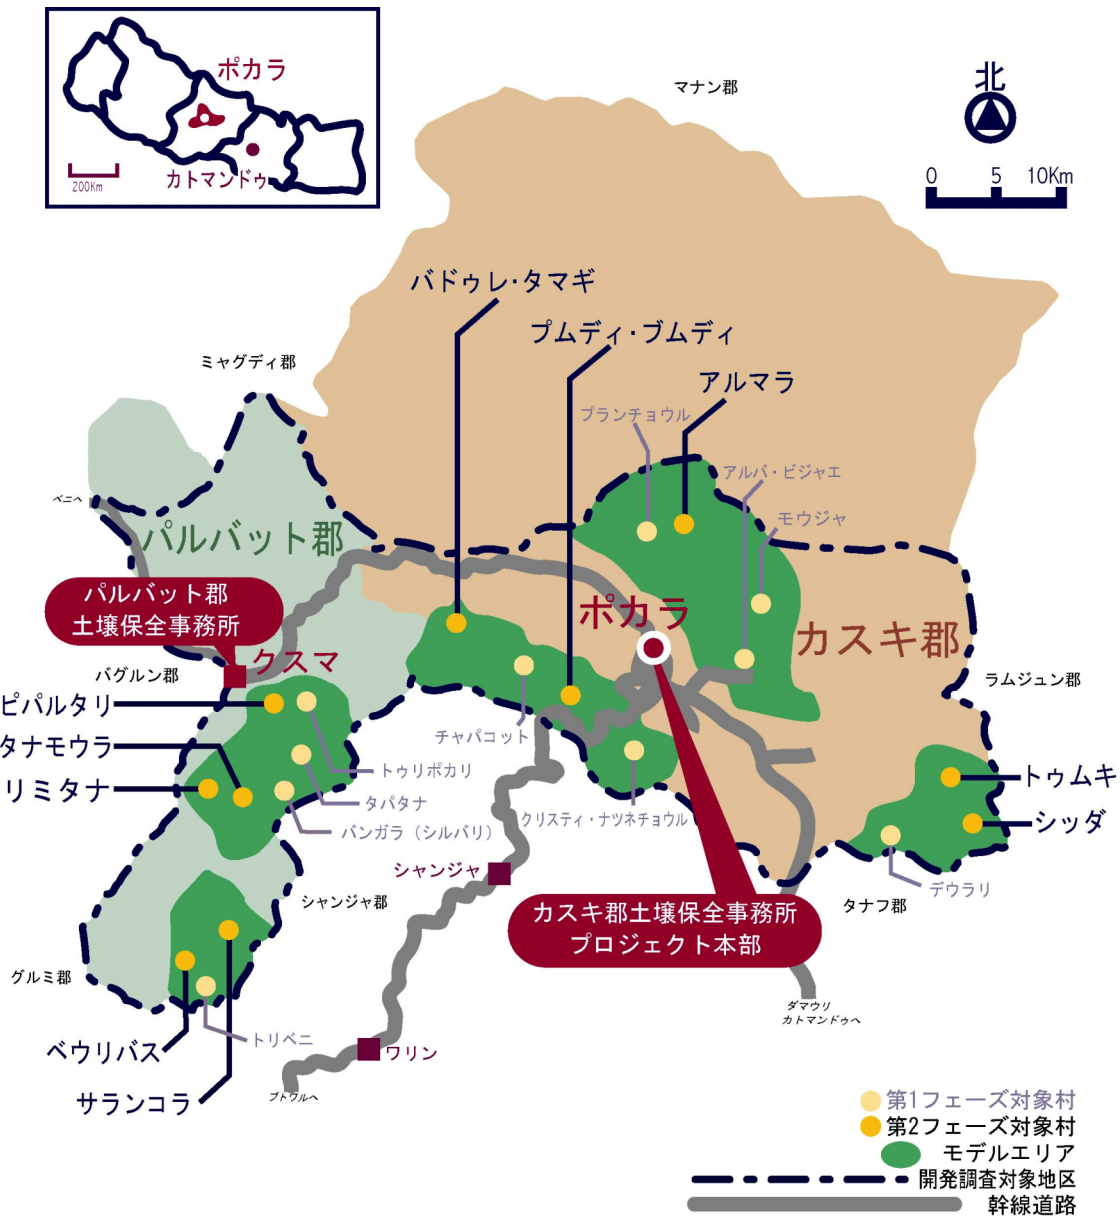 ポカラ
カトマンドゥ
200Km
北
0 5 10Km
マナン郡
バドゥレ・タマギ
プムディ・ブムディ
アルマラ
ミャグディ郡
プランチョウル
アルバ・ビジャエ
モウジャ
ベニへ
パルバット郡
パルバット郡
土壌保全事務所
ポカラ
カスキ郡
クスマ
バグルン郡
ラムジュン郡
ピパルタリ
チャパコット
タナモウラ
トゥリポカリ
トゥムキ
リミタナ
タパタナ
クリスティ・ナツネチョウル
シッダ
バンガラ（シルバリ）
シャンジャ
デウラリ
シャンジャ郡
タナフ郡
カスキ郡土壌保全事務所
プロジェクト本部
グルミ郡
ダマウリ
カトマンドゥへ
トリベニ
ベウリバス
ワリン
サランコラ
ブトワルへ
第1フェーズ対象村
第2フェーズ対象村
モデルエリア
開発調査対象地区
幹線道路